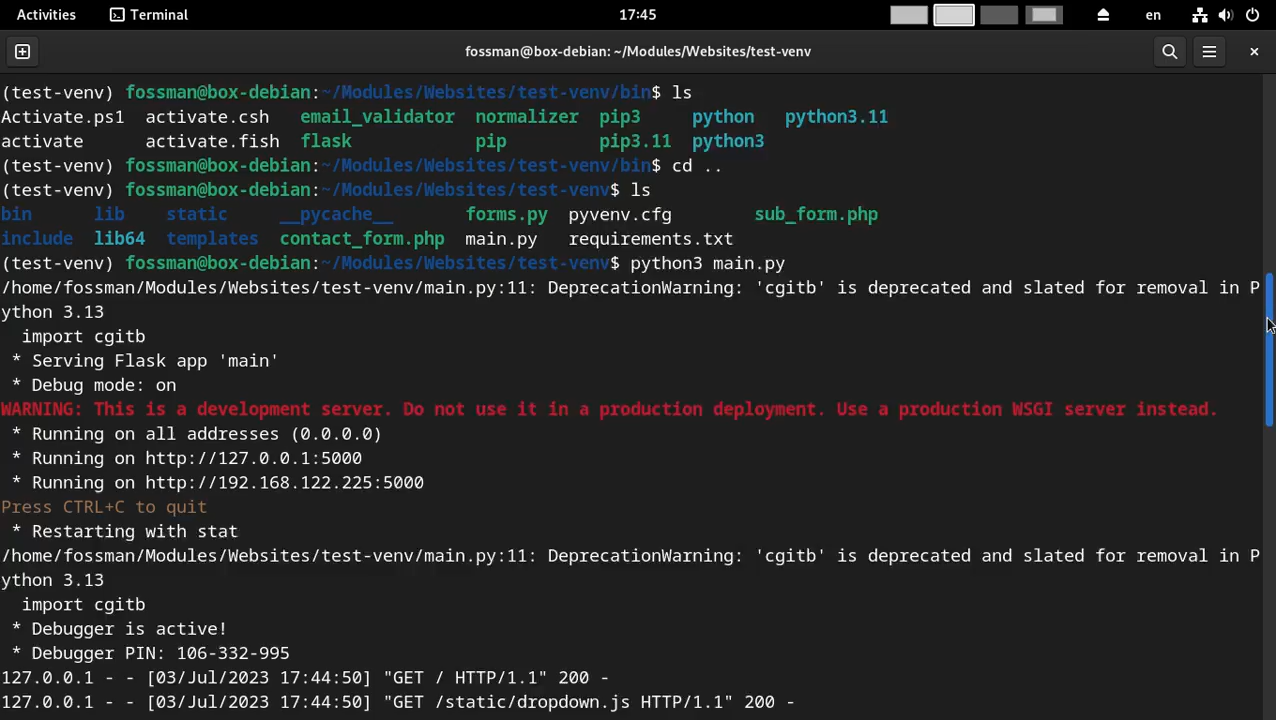 Activities Terminal 17:45 en
fossman@box-debian: ~/Modules/Websites/test-venv
(test-venv) fossman@box-debian:~/Modules/Websites/test-venv/bin$ ls
Activate.ps1 activate.csh email_validator normalizer pip3 python python3.11
activate activate.fish flask pip pip3.11 python3
(test-venv) fossman@box-debian:~/Modules/Websites/test-venv/bin$ cd ..
(test-venv) fossman@box-debian:~/Modules/Websites/test-venv$ ls
bin lib static __pycache__ forms.py pyvenv.cfg sub_form.php
include lib64 templates contact_form.php main.py requirements.txt
(test-venv) fossman@box-debian:~/Modules/Websites/test-venv$ python3 main.py
/home/fossman/Modules/Websites/test-venv/main.py:11: DeprecationWarning: 'cgitb' is deprecated and slated for removal in P
ython 3.13
  import cgitb
 * Serving Flask app 'main'
 * Debug mode: on
WARNING: This is a development server. Do not use it in a production deployment. Use a production WSGI server instead.
 * Running on all addresses (0.0.0.0)
 * Running on http://127.0.0.1:5000
 * Running on http://192.168.122.225:5000
Press CTRL+C to quit
 * Restarting with stat
/home/fossman/Modules/Websites/test-venv/main.py:11: DeprecationWarning: 'cgitb' is deprecated and slated for removal in P
ython 3.13
  import cgitb
 * Debugger is active!
 * Debugger PIN: 106-332-995
127.0.0.1 - - [03/Jul/2023 17:44:50] "GET / HTTP/1.1" 200 -
127.0.0.1 - - [03/Jul/2023 17:44:50] "GET /static/dropdown.js HTTP/1.1" 200 -